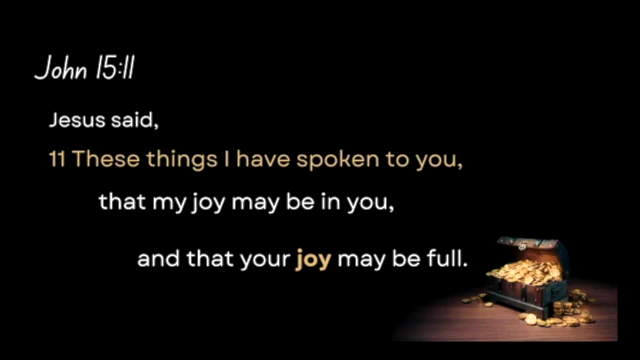 John 15:11
Jesus said,
11 These things I have spoken to you,
that my joy may be in you,
and that your joy may be full.